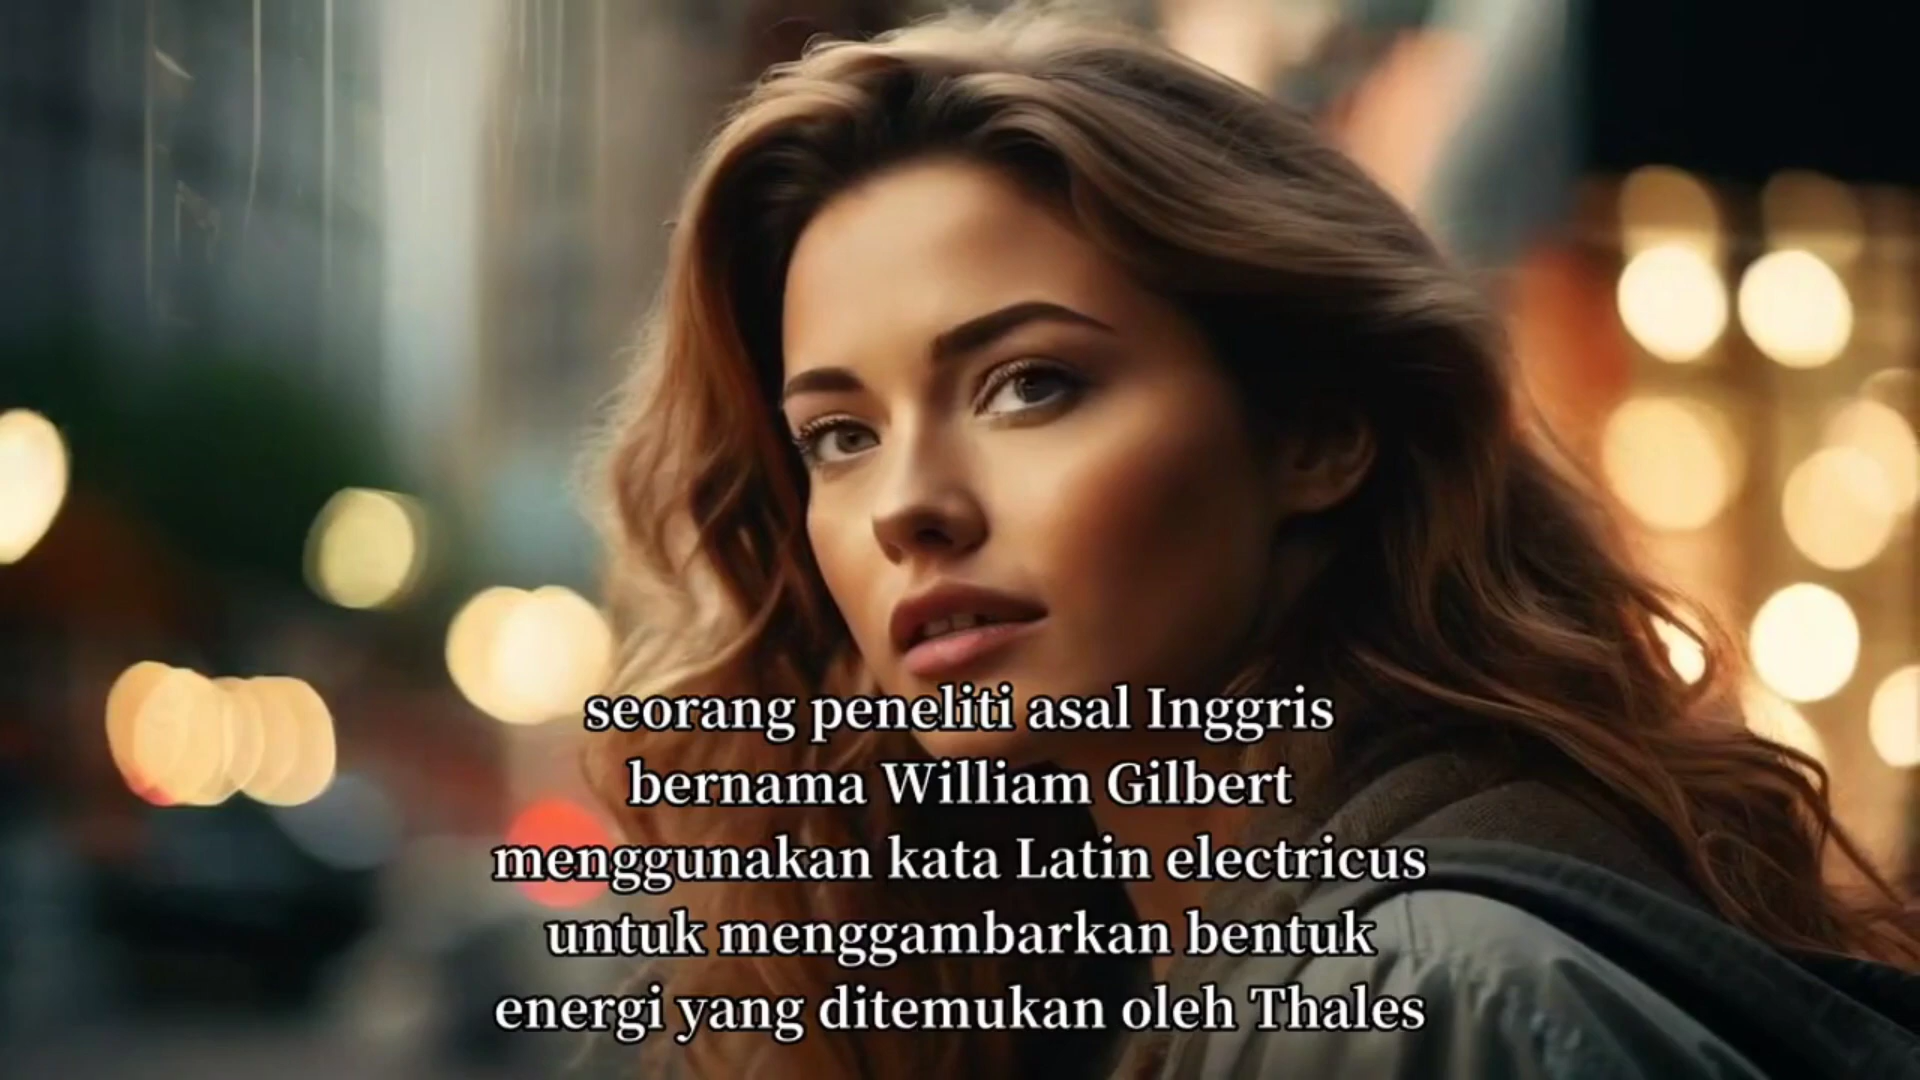 seorang peneliti asal Inggris
bernama William Gilbert
menggunakan kata Latin electricus
untuk menggambarkan bentuk
energi yang ditemukan oleh Thales